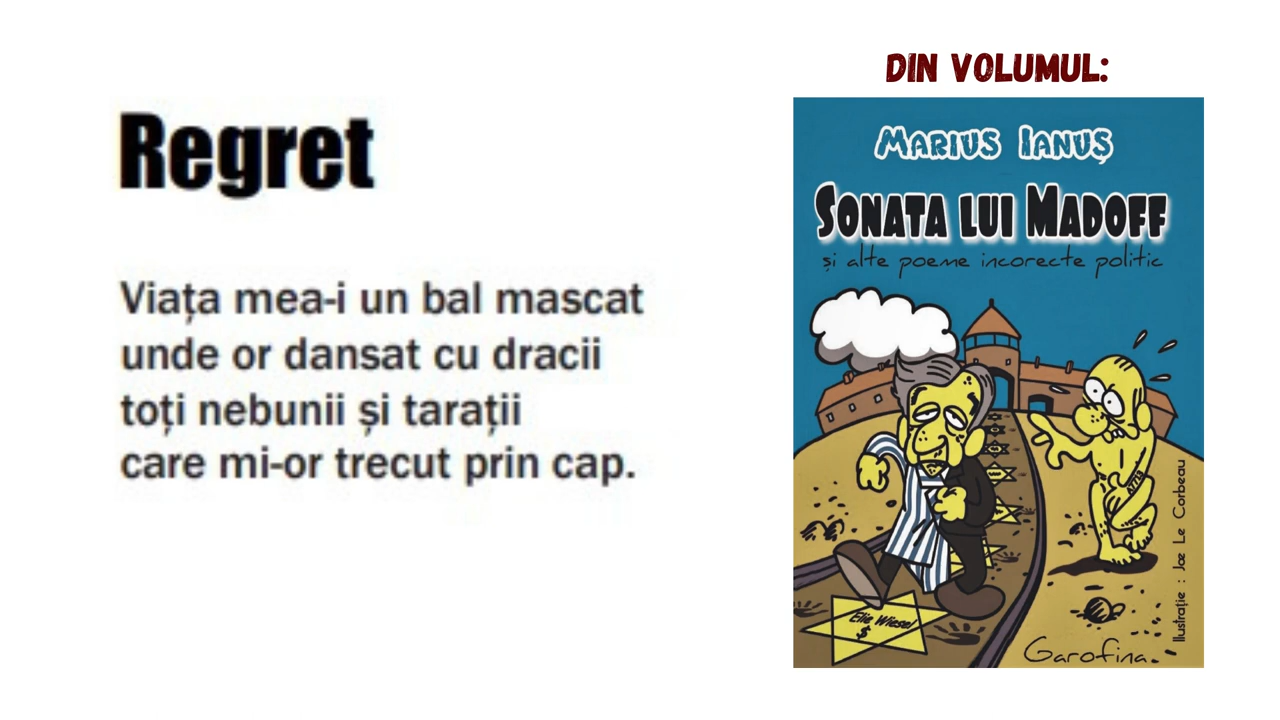 Regret
Viața mea-i un bal mascat
unde or dansat cu dracii
toți nebunii și tarații
care mi-or trecut prin cap.
DIN VOLUMUL:
MARIUS IANUȘ
SONATA LUI MADOFF
și alte poeme incorecte politic
Elie Wiesel
$
Ilustrație : Joe Le Corbeau
Garofina.